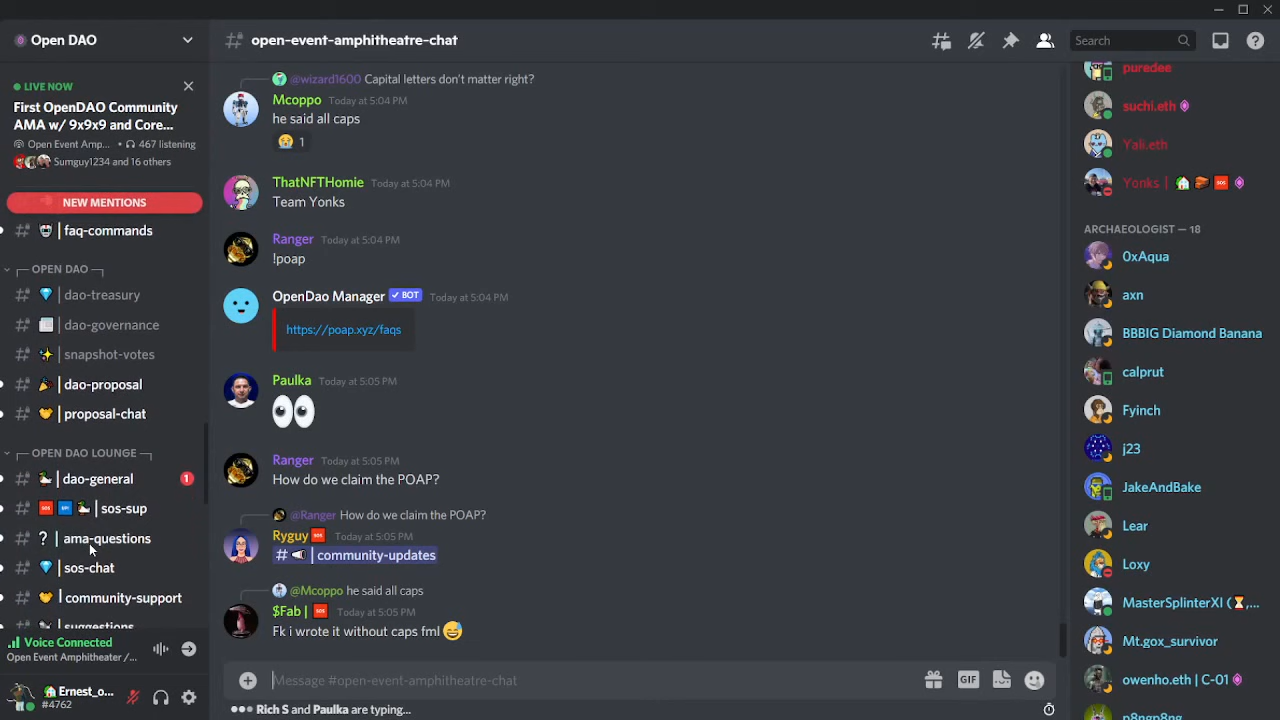 Open DAO
LIVE NOW
First OpenDAO Community
AMA w/ 9x9x9 and Core...
Open Event Amp... • 467 listening
Sumguy1234 and 16 others
NEW MENTIONS
faq-commands
OPEN DAO
dao-treasury
dao-governance
snapshot-votes
dao-proposal
proposal-chat
OPEN DAO LOUNGE
dao-general
1
sos-sup
ama-questions
sos-chat
community-support
suggestions
Voice Connected
Open Event Amphitheater /...
Ernest_o...
#4762
open-event-amphitheatre-chat
Search
@wizard1600 Capital letters don't matter right?
Mcoppo Today at 5:04 PM
he said all caps
1
ThatNFTHomie Today at 5:04 PM
Team Yonks
Ranger Today at 5:04 PM
!poap
OpenDao Manager BOT Today at 5:04 PM
https://poap.xyz/faqs
Paulka Today at 5:05 PM
Ranger Today at 5:05 PM
How do we claim the POAP?
@Ranger How do we claim the POAP?
Ryguy SOS Today at 5:05 PM
# | community-updates
@Mcoppo he said all caps
$Fab | SOS Today at 5:05 PM
Fk i wrote it without caps fml
Message #open-event-amphitheatre-chat
GIF
Rich S and Paulka are typing...
puredee
suchi.eth
Yali.eth
Yonks | SOS
ARCHAEOLOGIST — 18
0xAqua
axn
BBBIG Diamond Banana
calprut
Fyinch
j23
JakeAndBake
Lear
Loxy
MasterSplinterXI (⏳,...
Mt.gox_survivor
owenho.eth | C-01
p8ngp8ng